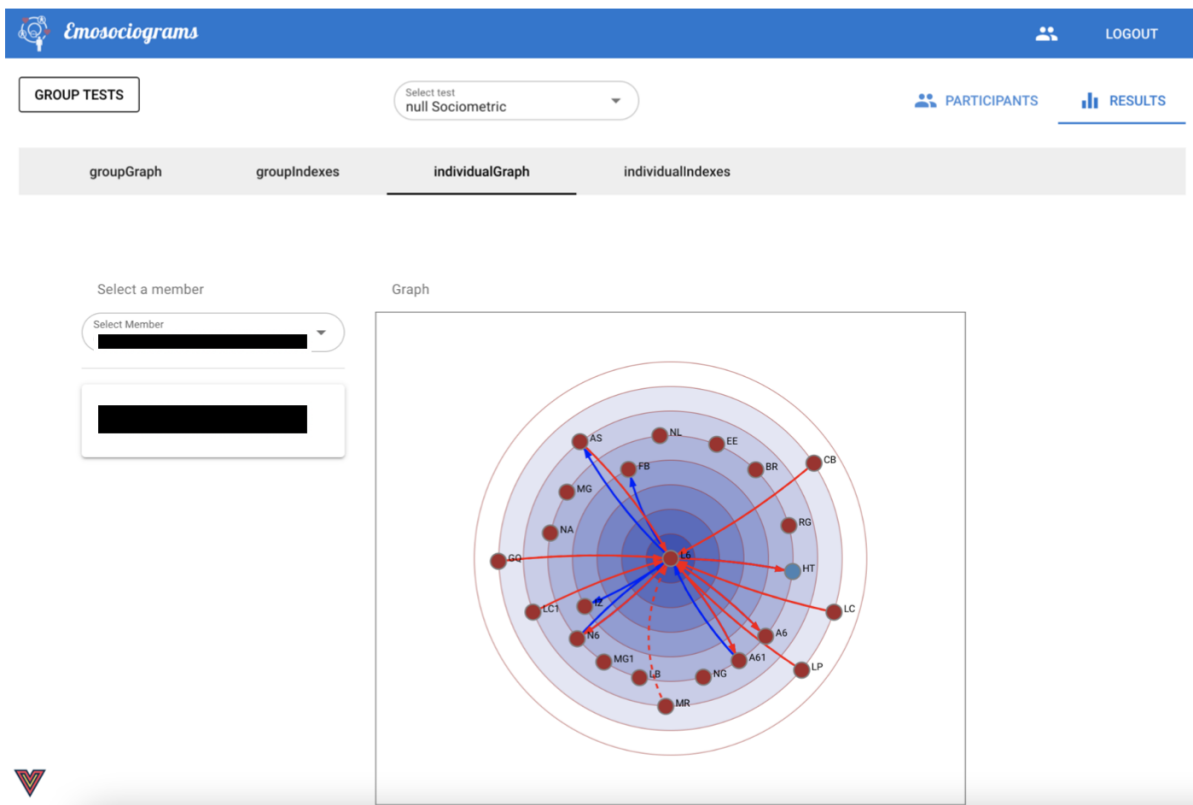 Emosociograms
LOGOUT
GROUP TESTS
Select test
null Sociometric
PARTICIPANTS
RESULTS
groupGraph
groupIndexes
individualGraph
individualIndexes
Select a member
Graph
Select Member
AS
NL
EE
FB
BR
CB
MG
NA
RG
GQ
L6
HT
LC1
IZ
LC
N6
A6
MG1
A61
LB
NG
LP
MR